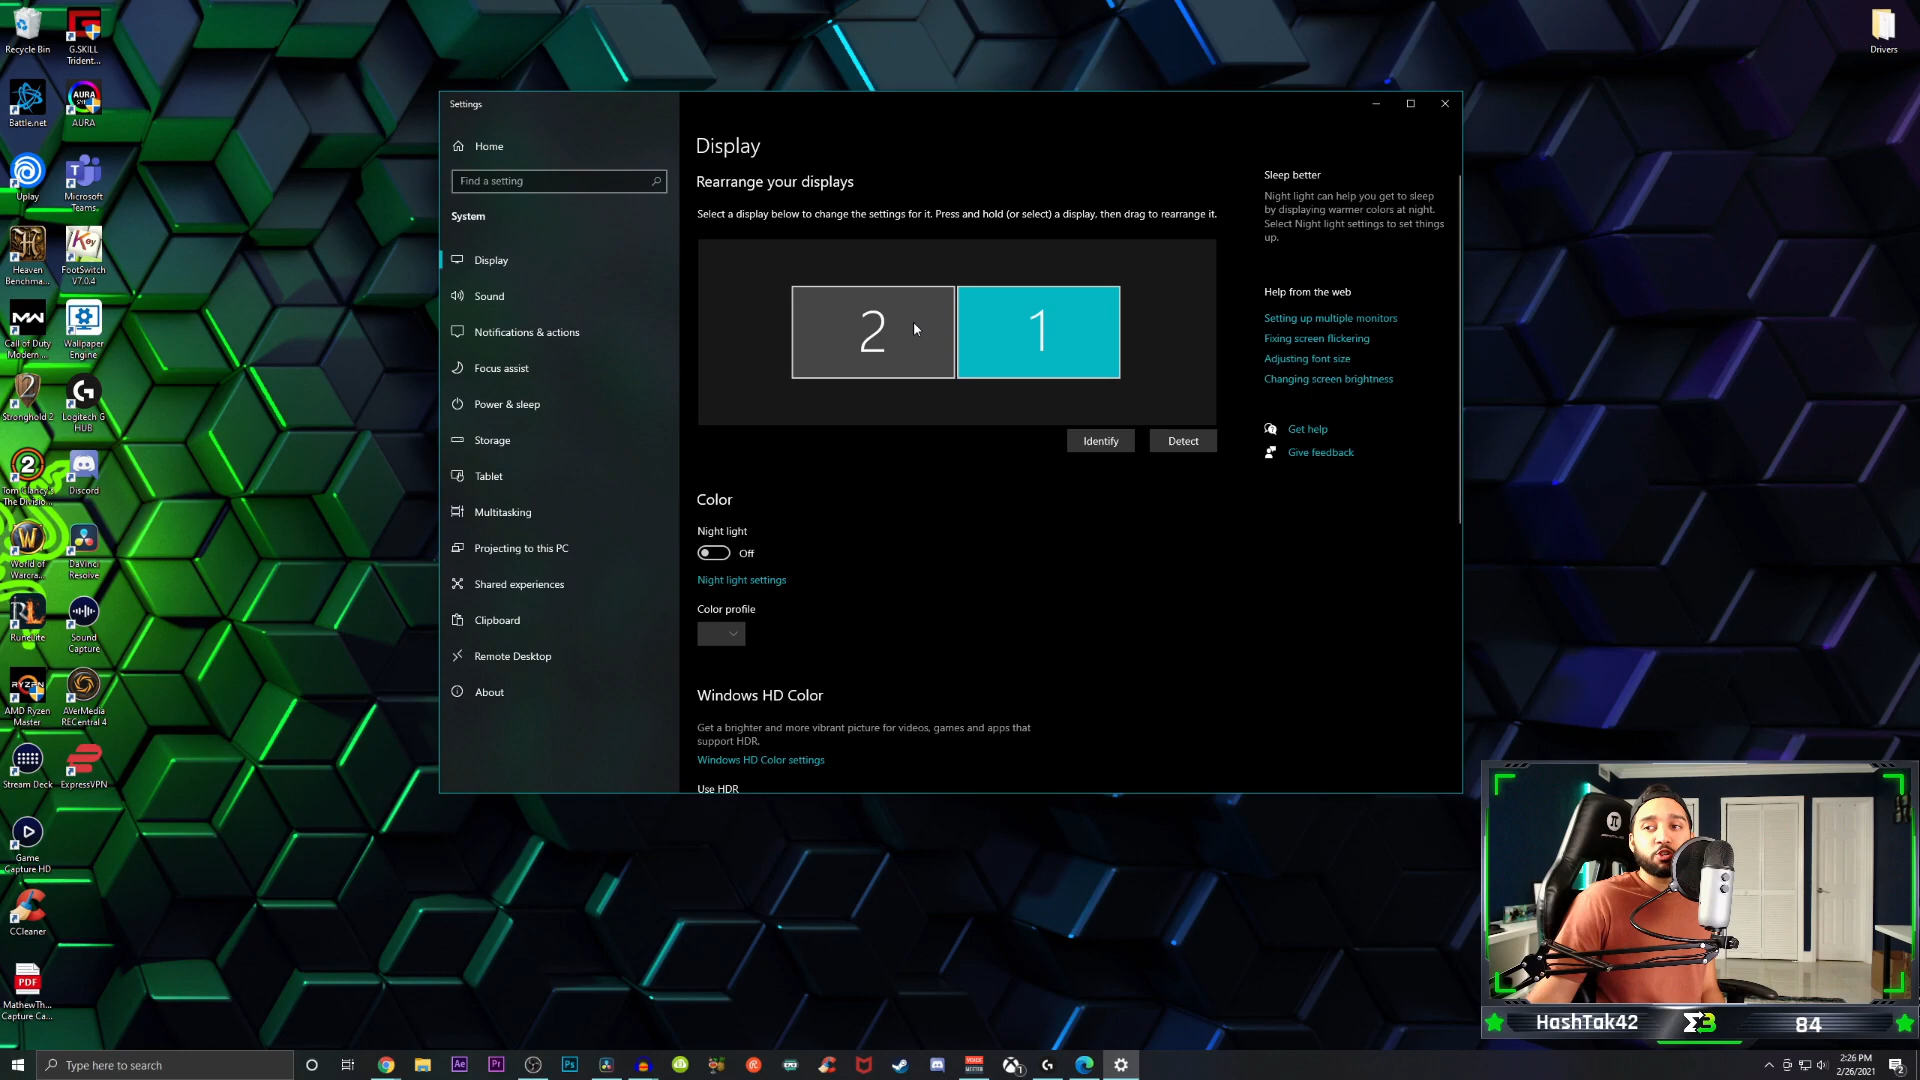 Recycle Bin
G.SKILL
Trident...
Battle.net
AURA
Uplay
Microsoft
Teams
Heaven
Benchma...
FootSwitch
V7.0.4
Call of Duty
Modern ...
Wallpaper
Engine
Stronghold 2
Logitech G
HUB
Tom Clancy's
The Divisio...
Discord
World of
Warcra...
DaVinci
Resolve
RuneLite
Sound
Capture
AMD Ryzen
Master
AVerMedia
RECentral 4
Stream Deck
ExpressVPN
Game
Capture HD
CCleaner
PDF
MathewTh...
Capture Ca...
Drivers
Settings
Home
Find a setting
System
Display
Sound
Notifications & actions
Focus assist
Power & sleep
Storage
Tablet
Multitasking
Projecting to this PC
Shared experiences
Clipboard
Remote Desktop
About
Display
Rearrange your displays
Select a display below to change the settings for it. Press and hold (or select) a display, then drag to rearrange it.
2
1
Identify
Detect
Color
Night light
Off
Night light settings
Color profile
Windows HD Color
Get a brighter and more vibrant picture for videos, games and apps that
support HDR.
Windows HD Color settings
Use HDR
Sleep better
Night light can help you get to sleep
by displaying warmer colors at night.
Select Night light settings to set things
up.
Help from the web
Setting up multiple monitors
Fixing screen flickering
Adjusting font size
Changing screen brightness
Get help
Give feedback
HashTak42
84
Type here to search
2:26 PM
2/26/2021